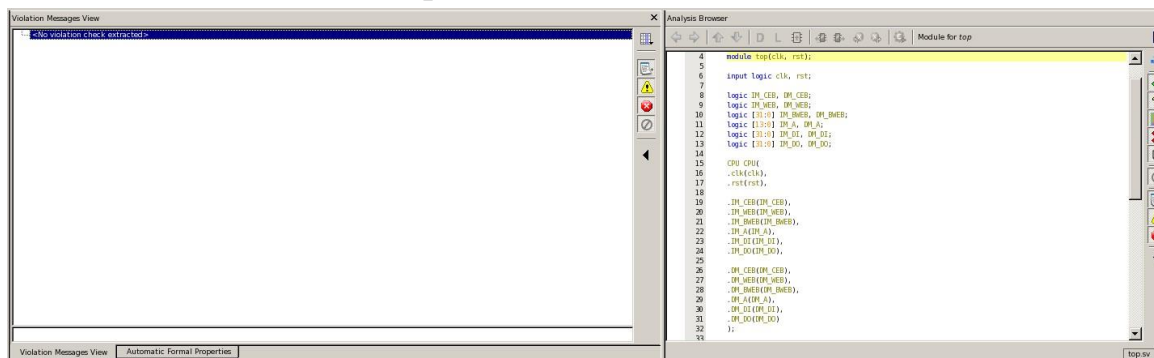 Violation Messages View
<No violation check extracted>
Violation Messages View
Automatic Formal Properties
Analysis Browser
D L Module for top
4 module top(clk, rst);
5
6 input logic clk, rst;
7
8 logic IM_CEB, DM_CEB;
9 logic IM_WEB, DM_WEB;
10 logic [31:0] IM_BWEB, DM_BWEB;
11 logic [13:0] IM_A, DM_A;
12 logic [31:0] IM_DI, DM_DI;
13 logic [31:0] IM_DO, DM_DO;
14
15 CPU CPU(
16 .clk(clk),
17 .rst(rst),
18
19 .IM_CEB(IM_CEB),
20 .IM_WEB(IM_WEB),
21 .IM_BWEB(IM_BWEB),
22 .IM_A(IM_A),
23 .IM_DI(IM_DI),
24 .IM_DO(IM_DO),
25
26 .DM_CEB(DM_CEB),
27 .DM_WEB(DM_WEB),
28 .DM_BWEB(DM_BWEB),
29 .DM_A(DM_A),
30 .DM_DI(DM_DI),
31 .DM_DO(DM_DO)
32 );
33
top.sv